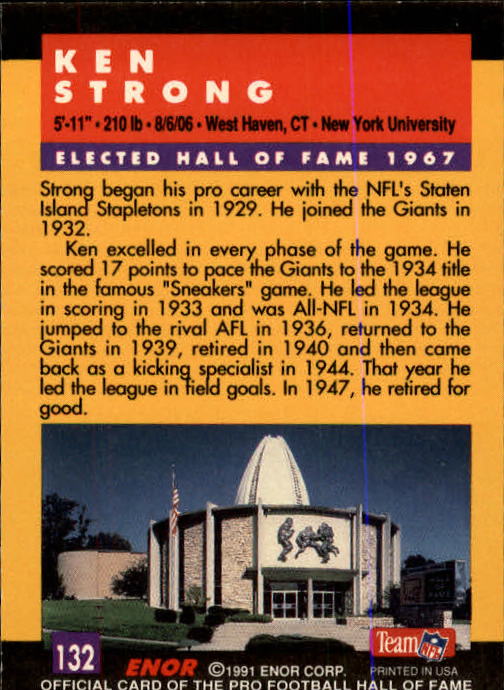 KEN
STRONG
5'-11" • 210 lb • 8/6/06 • West Haven, CT • New York University
ELECTED HALL OF FAME 1967
Strong began his pro career with the NFL's Staten
Island Stapletons in 1929. He joined the Giants in
1932.
Ken excelled in every phase of the game. He
scored 17 points to pace the Giants to the 1934 title
in the famous "Sneakers" game. He led the league
in scoring in 1933 and was All-NFL in 1934. He
jumped to the rival AFL in 1936, returned to the
Giants in 1939, retired in 1940 and then came
back as a kicking specialist in 1944. That year he
led the league in field goals. In 1947, he retired for
good.
132
ENOR ©1991 ENOR CORP.
Team NFL
PRINTED IN USA
OFFICIAL CARD OF THE PRO FOOTBALL HALL OF FAME